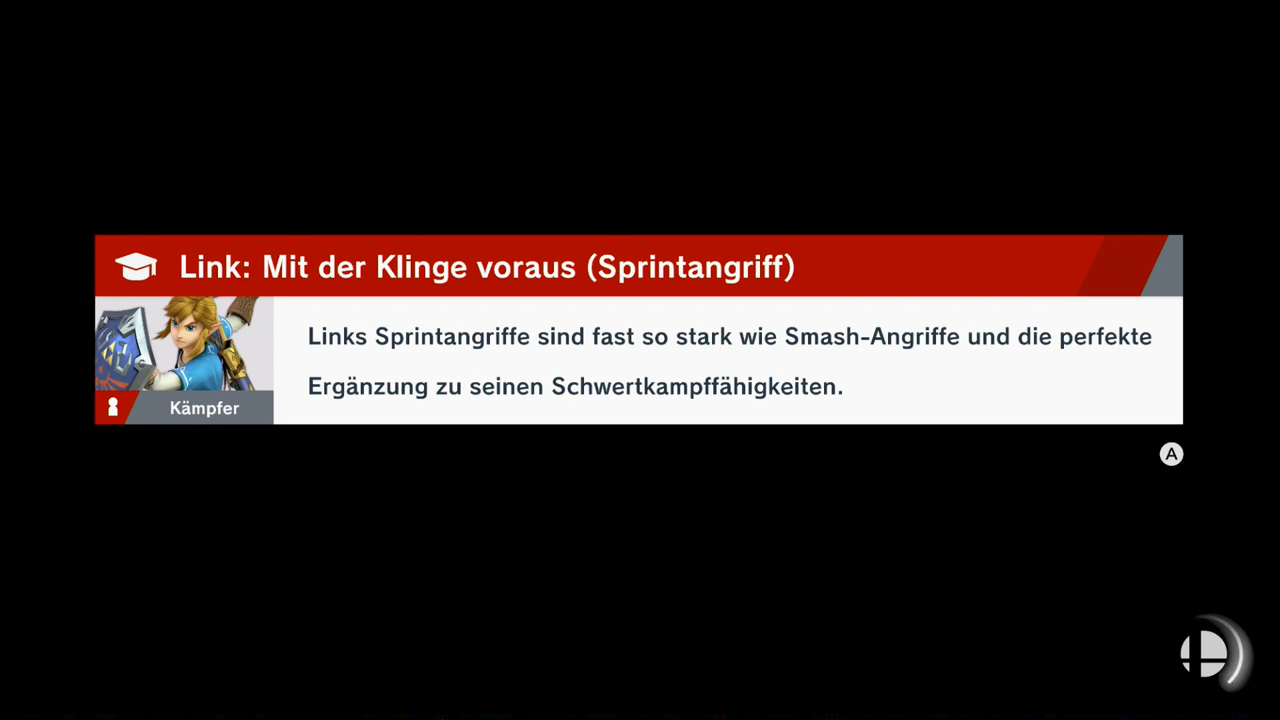 Link: Mit der Klinge voraus (Sprintangriff)
Links Sprintangriffe sind fast so stark wie Smash-Angriffe und die perfekte
Ergänzung zu seinen Schwertkampffähigkeiten.
Kämpfer
A